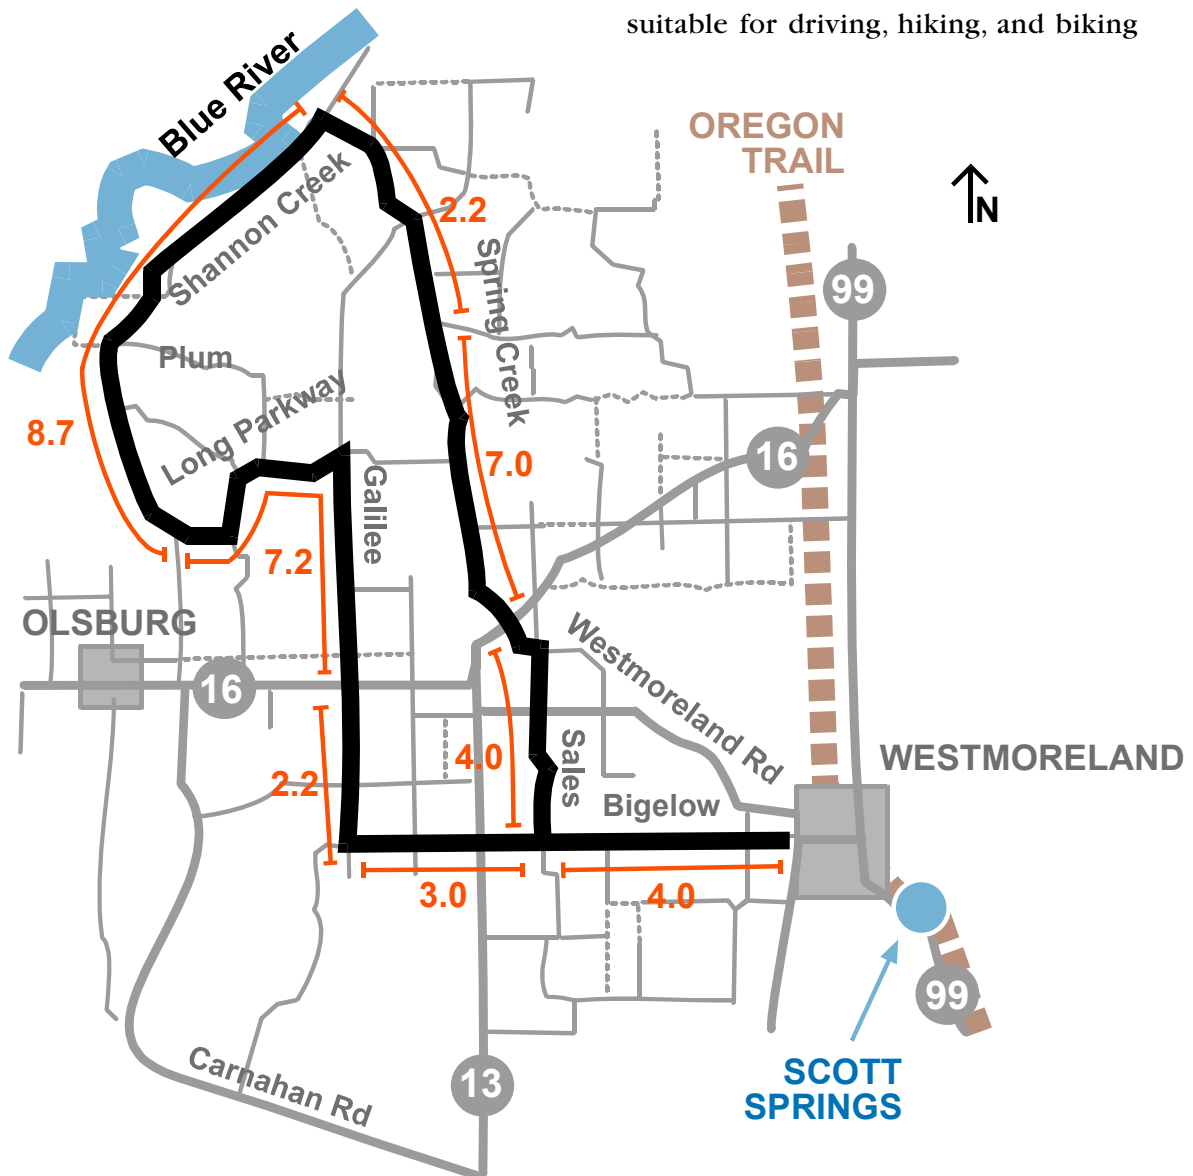 suitable for driving, hiking, and biking
Blue River
OREGON
TRAIL
N
Shannon Creek
2.2
Spring Creek
99
Plum
Long Parkway
8.7
7.0
16
Galilee
7.2
OLSBURG
Westmoreland Rd
16
4.0
Sales
WESTMORELAND
2.2
Bigelow
3.0
4.0
99
Carnahan Rd
13
SCOTT
SPRINGS